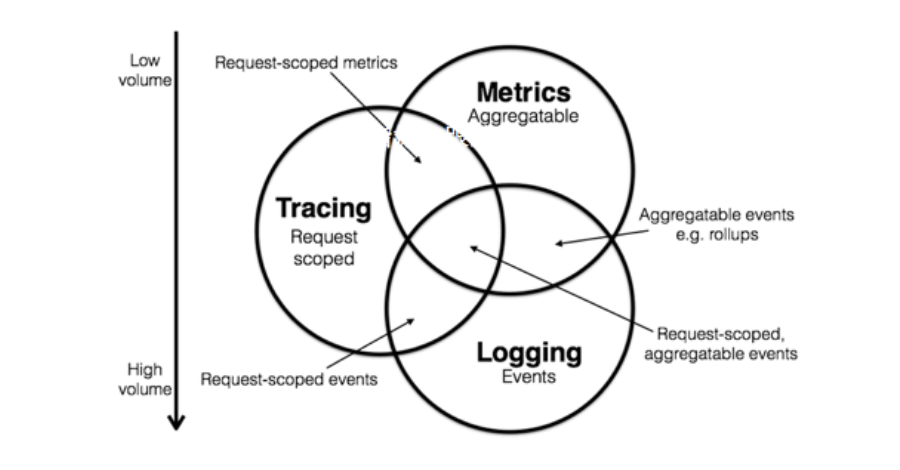 Low
volume
Request-scoped metrics
Metrics
Aggregatable
Tracing
Request
scoped
Aggregatable events
e.g. rollups
Request-scoped,
aggregatable events
Logging
Events
High
volume
Request-scoped events